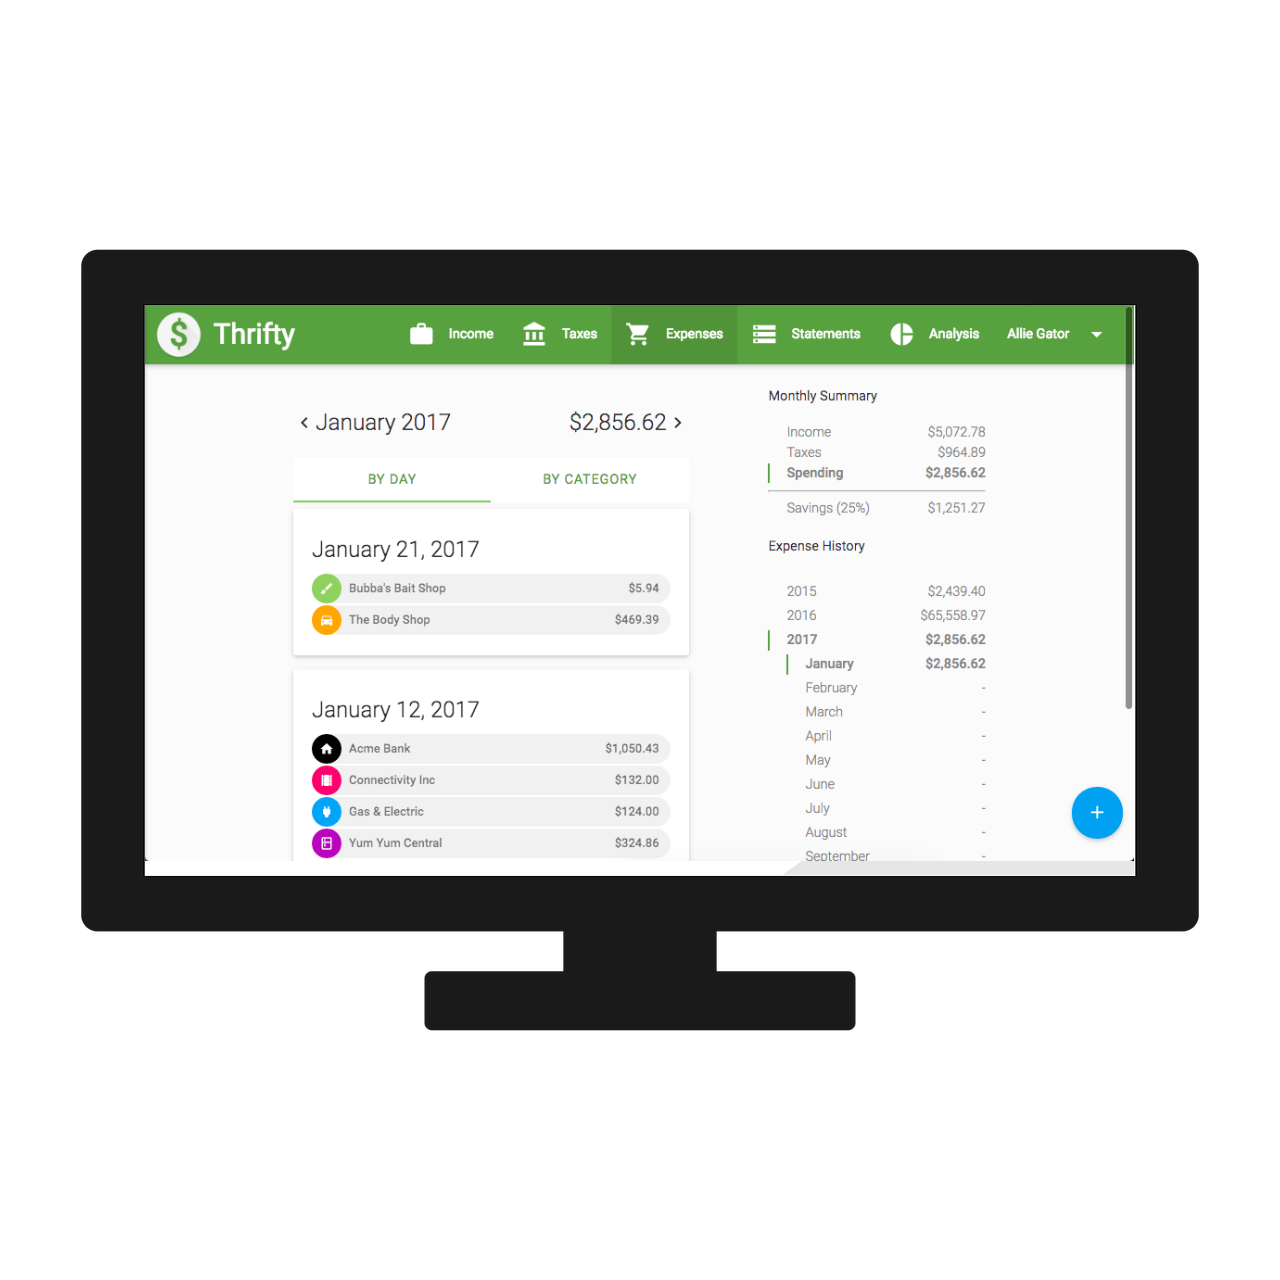 $ Thrifty Income Taxes Expenses Statements Analysis Allie Gator
‹ January 2017 $2,856.62 ›
BY DAY BY CATEGORY
January 21, 2017
Bubba's Bait Shop $5.94
The Body Shop $469.39
January 12, 2017
Acme Bank $1,050.43
Connectivity Inc $132.00
Gas & Electric $124.00
Yum Yum Central $324.86
Monthly Summary
Income $5,072.78
Taxes $964.89
Spending $2,856.62
Savings (25%) $1,251.27
Expense History
2015 $2,439.40
2016 $65,558.97
2017 $2,856.62
January $2,856.62
February -
March -
April -
May -
June -
July -
August -
September -
+